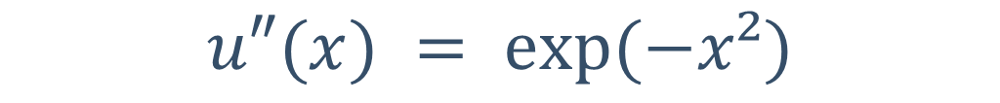 u″(x) = exp(−x²)